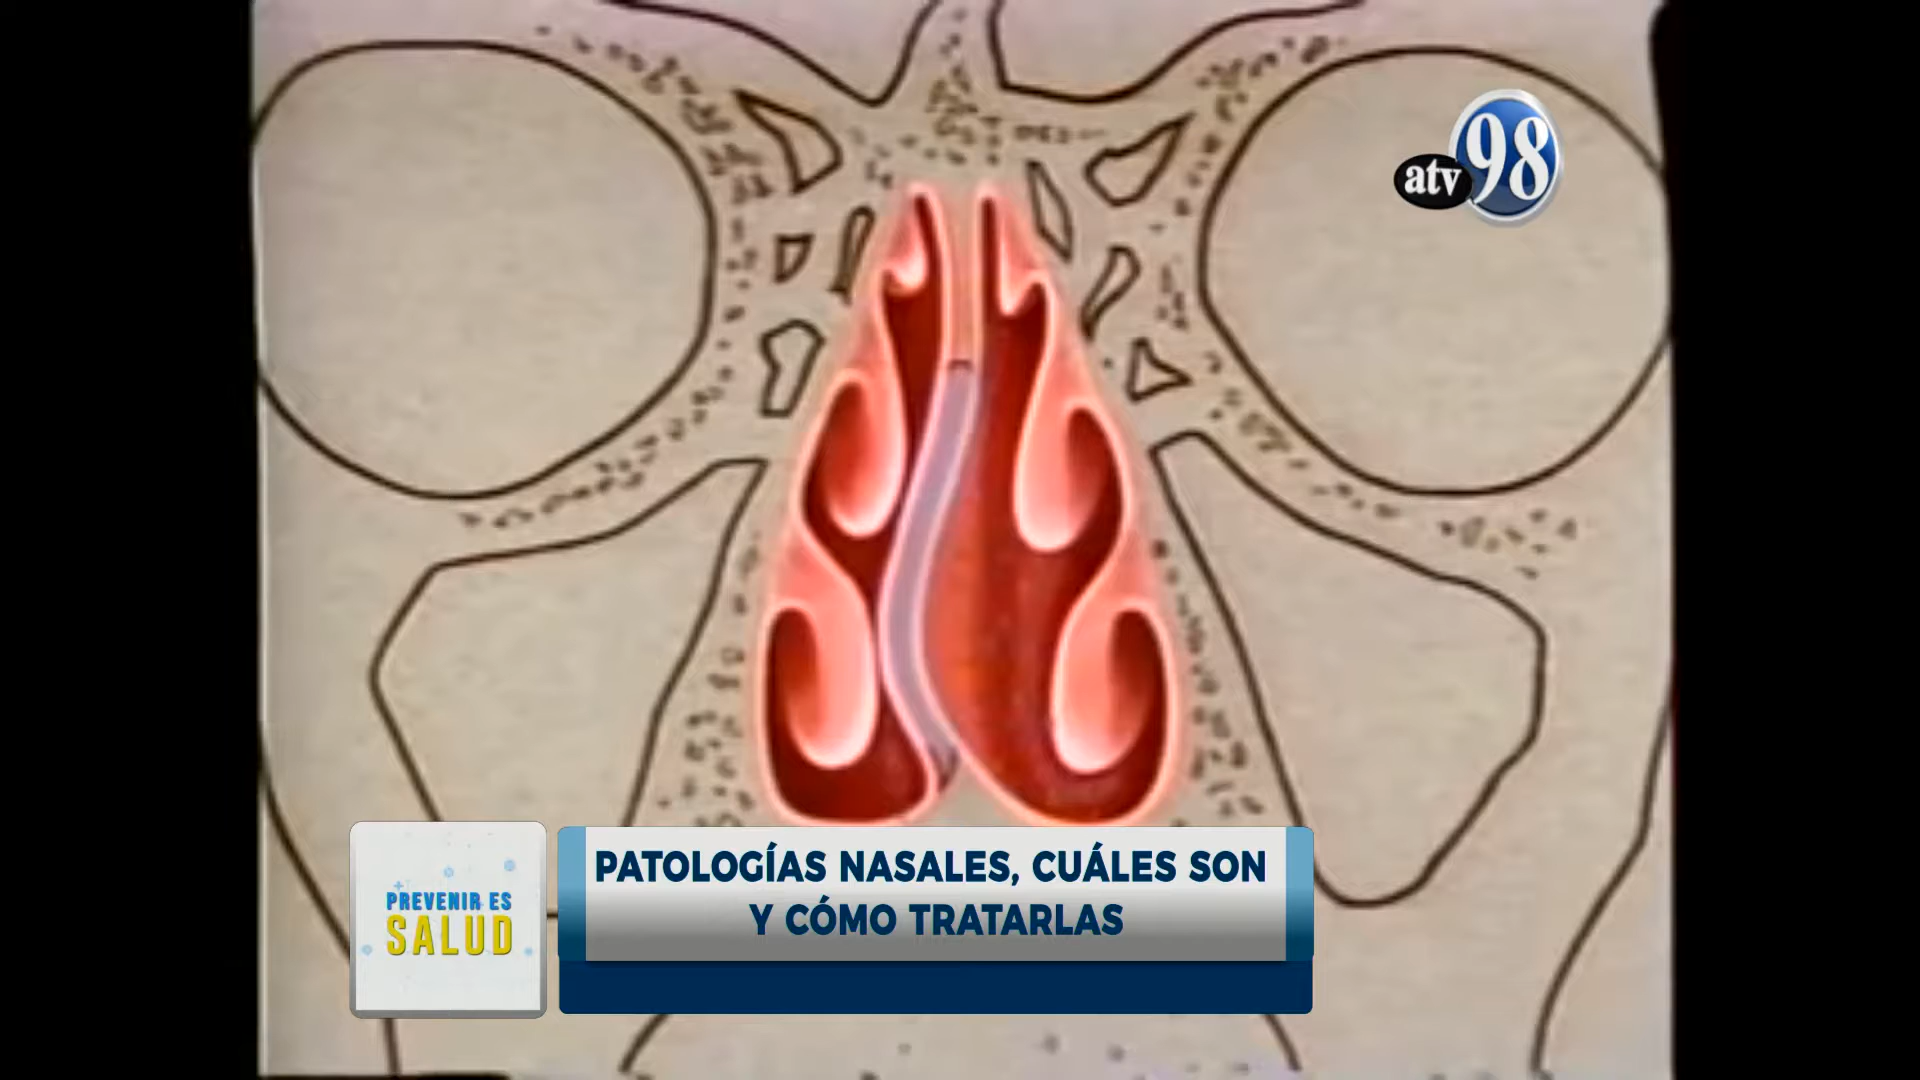 atv 98
PATOLOGÍAS NASALES, CUÁLES SON
Y CÓMO TRATARLAS
PREVENIR ES
SALUD